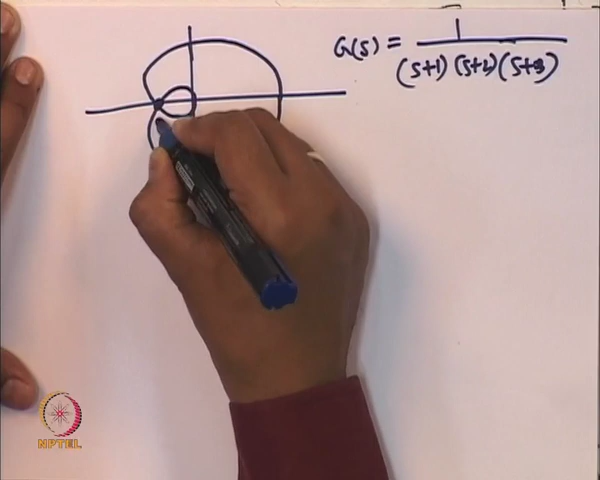 G(s) = 1 / (s+1) (s+2) (s+3)
NPTEL